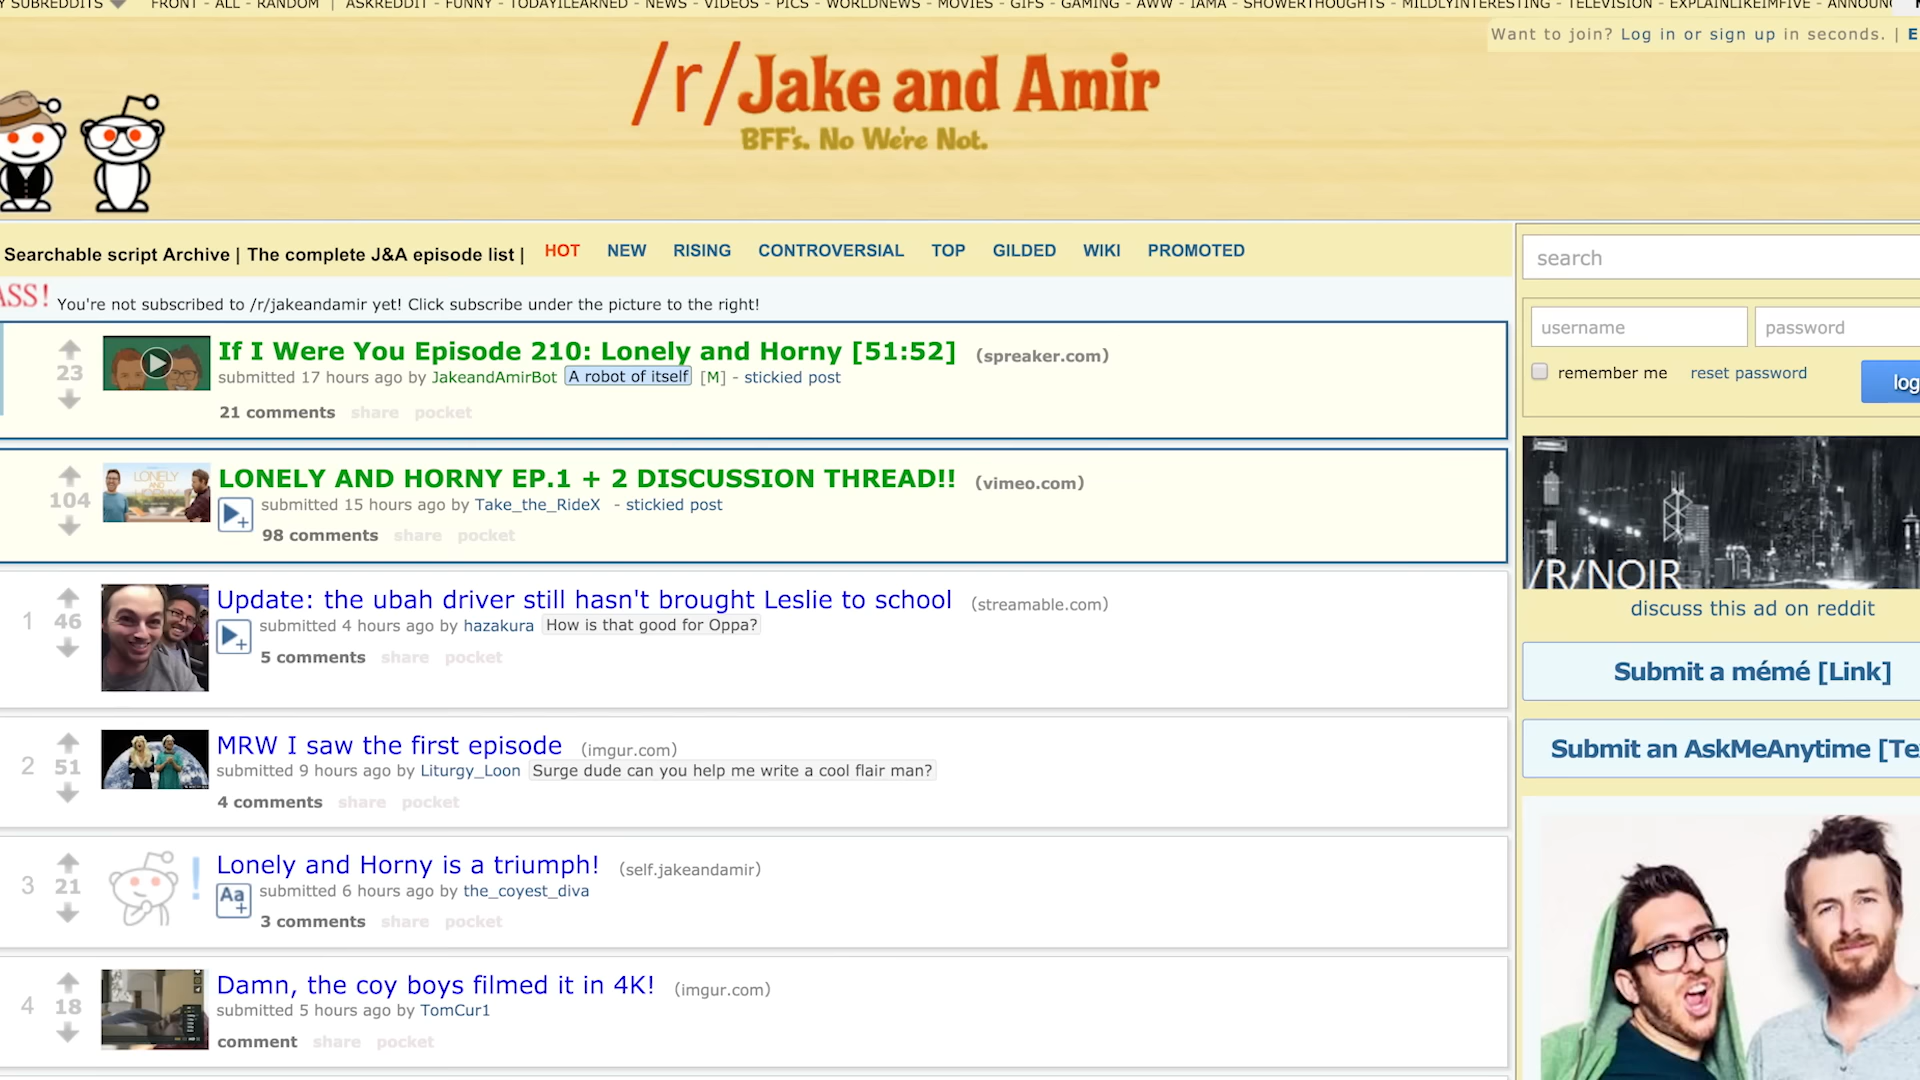 Y SUBREDDITS FRONT - ALL - RANDOM | ASKREDDIT - FUNNY - TODAYILEARNED - NEWS - VIDEOS - PICS - WORLDNEWS - MOVIES - GIFS - GAMING - AWW - IAMA - SHOWERTHOUGHTS - MILDLYINTERESTING - TELEVISION - EXPLAINLIKEIMFIVE - ANNOUN
Want to join? Log in or sign up in seconds. | E
/r/Jake and Amir
BFF's. No We're Not.
Searchable script Archive | The complete J&A episode list | HOT NEW RISING CONTROVERSIAL TOP GILDED WIKI PROMOTED
search
ASS! You're not subscribed to /r/jakeandamir yet! Click subscribe under the picture to the right!
username password
remember me reset password
log
If I Were You Episode 210: Lonely and Horny [51:52] (spreaker.com)
23
submitted 17 hours ago by JakeandAmirBot A robot of itself [M] - stickied post
21 comments share pocket
LONELY AND HORNY
LONELY AND HORNY EP.1 + 2 DISCUSSION THREAD!! (vimeo.com)
104
submitted 15 hours ago by Take_the_RideX - stickied post
98 comments share pocket
/R/NOIR
discuss this ad on reddit
Update: the ubah driver still hasn't brought Leslie to school (streamable.com)
1 46
submitted 4 hours ago by hazakura How is that good for Oppa?
5 comments share pocket
Submit a mémé [Link]
MRW I saw the first episode (imgur.com)
2 51
submitted 9 hours ago by Liturgy_Loon Surge dude can you help me write a cool flair man?
4 comments share pocket
Submit an AskMeAnytime [Te
Lonely and Horny is a triumph! (self.jakeandamir)
3 21
Aa+
submitted 6 hours ago by the_coyest_diva
3 comments share pocket
Damn, the coy boys filmed it in 4K! (imgur.com)
4 18
submitted 5 hours ago by TomCur1
comment share pocket